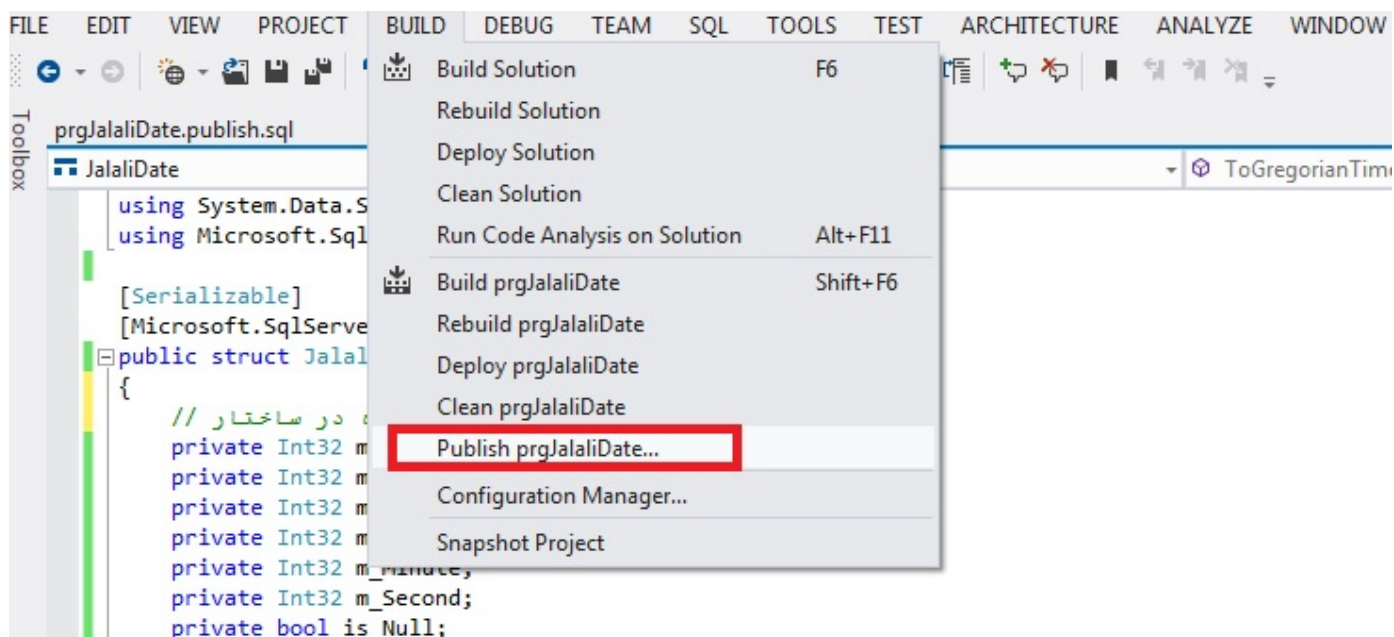 FILE EDIT VIEW PROJECT BUILD DEBUG TEAM SQL TOOLS TEST ARCHITECTURE ANALYZE WINDOW
Toolbox
prgJalaliDate.publish.sql
JalaliDate
ToGregorianTime
using System.Data.S
using Microsoft.Sql
[Serializable]
[Microsoft.SqlServe
public struct Jalal
{
// در ساختار
private Int32 m
private Int32 m
private Int32 m
private Int32 m
private Int32 m_Minute;
private Int32 m_Second;
private bool is_Null;
Build Solution F6
Rebuild Solution
Deploy Solution
Clean Solution
Run Code Analysis on Solution Alt+F11
Build prgJalaliDate Shift+F6
Rebuild prgJalaliDate
Deploy prgJalaliDate
Clean prgJalaliDate
Publish prgJalaliDate...
Configuration Manager...
Snapshot Project